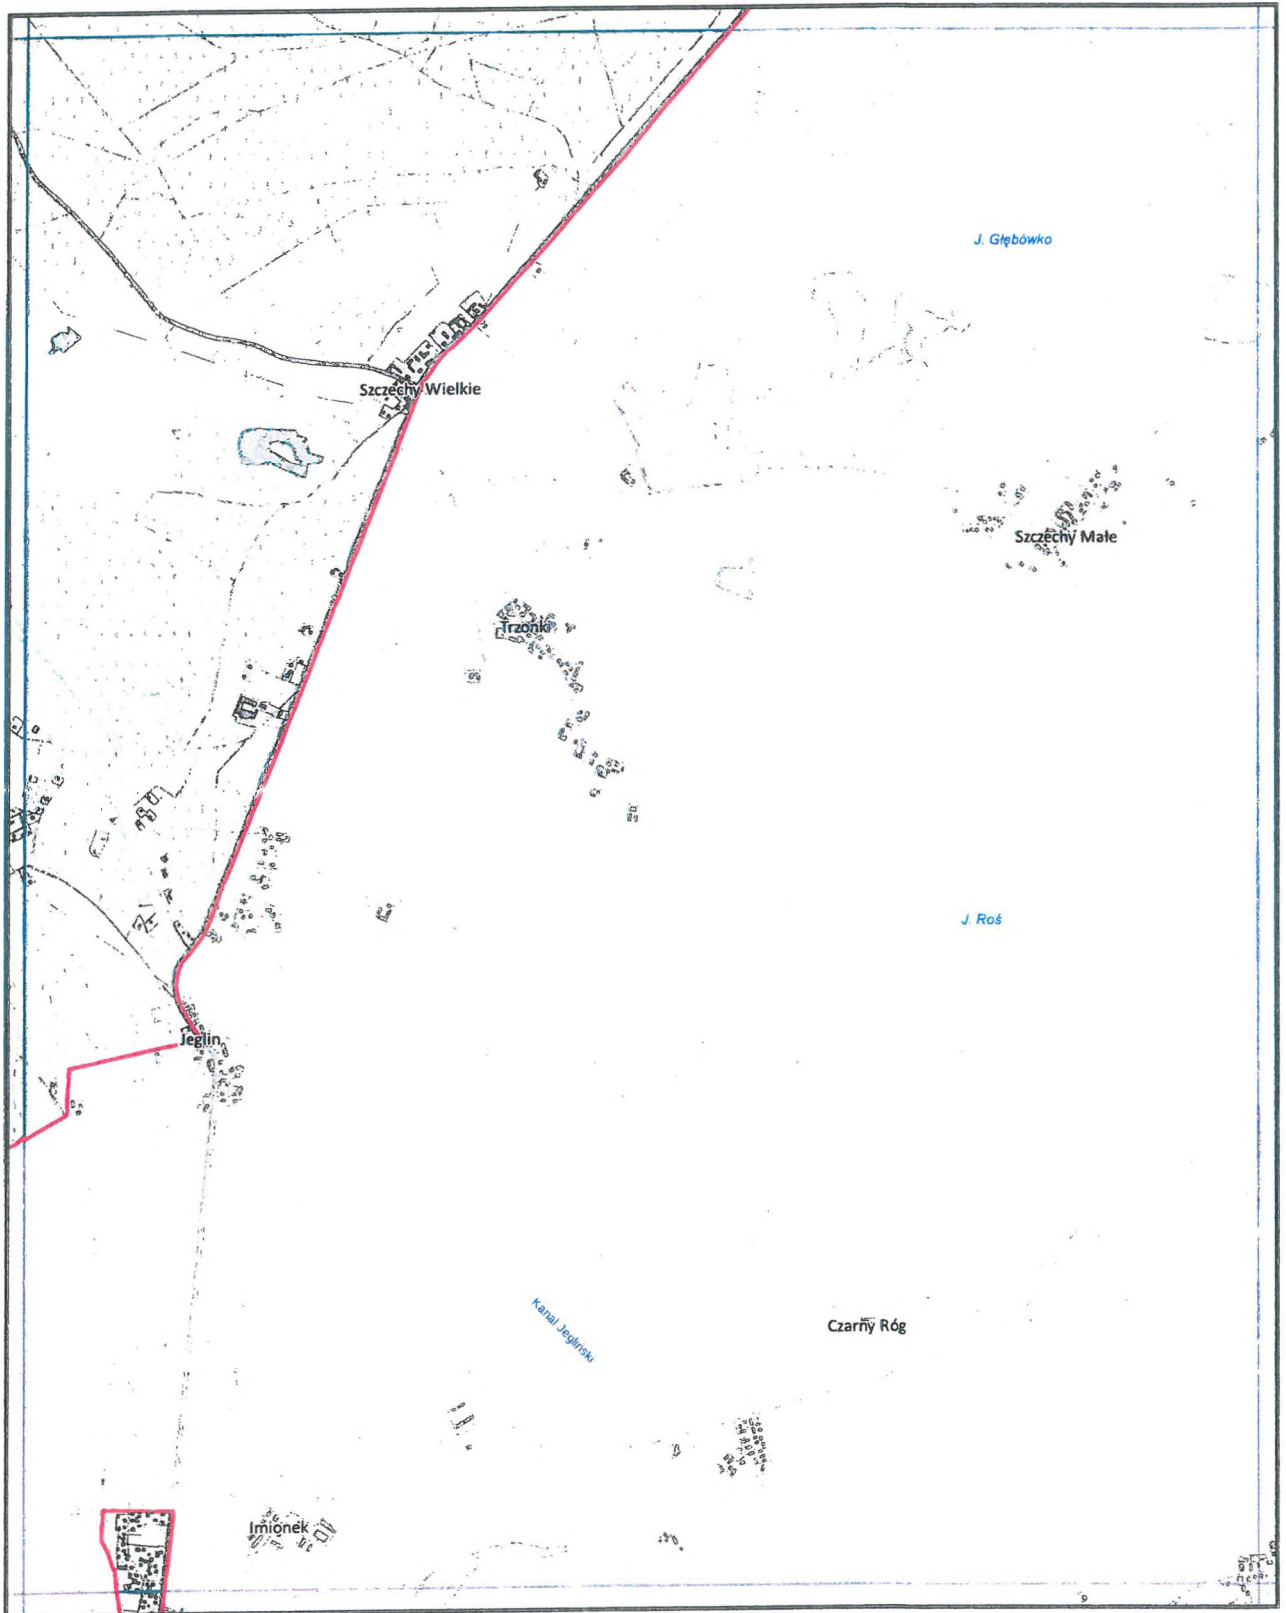 J. Głębówko
Szczechy Wielkie
Szczechy Małe
Trzonki
J. Roś
Jeglin
Kanał Jegliński
Czarny Róg
Imionek